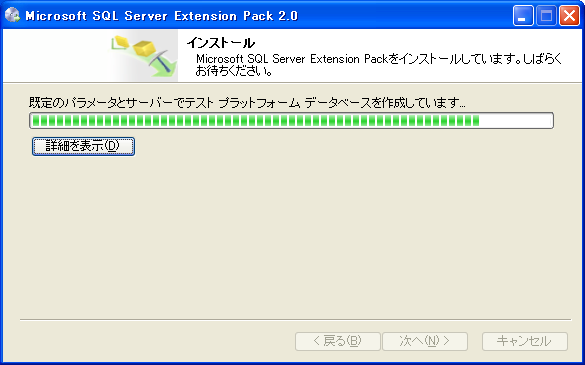 Microsoft SQL Server Extension Pack 2.0
インストール
Microsoft SQL Server Extension Packをインストールしています。しばらく
お待ちください。
既定のパラメータとサーバーでテスト プラットフォーム データベースを作成しています...
詳細を表示(D)
< 戻る(B)
次へ(N) >
キャンセル